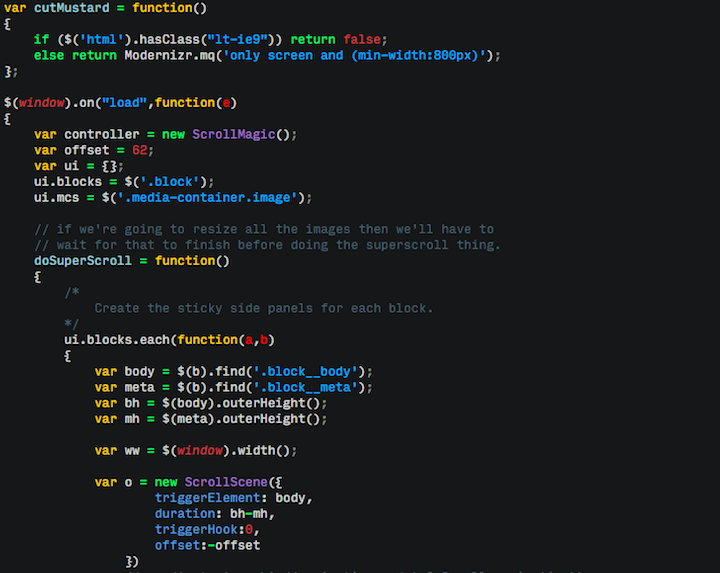 var cutMustard = function()
{
    if ($('html').hasClass("lt-ie9")) return false;
    else return Modernizr.mq('only screen and (min-width:800px)');
};

$(window).on("load",function(e)
{
    var controller = new ScrollMagic();
    var offset = 62;
    var ui = {};
    ui.blocks = $('.block');
    ui.mcs = $('.media-container.image');

    // if we're going to resize all the images then we'll have to
    // wait for that to finish before doing the superscroll thing.
    doSuperScroll = function()
    {
        /*
            Create the sticky side panels for each block.
        */
        ui.blocks.each(function(a,b)
        {
            var body = $(b).find('.block__body');
            var meta = $(b).find('.block__meta');
            var bh = $(body).outerHeight();
            var mh = $(meta).outerHeight();

            var ww = $(window).width();

            var o = new ScrollScene({
                    triggerElement: body,
                    duration: bh-mh,
                    triggerHook:0,
                    offset:-offset
                })